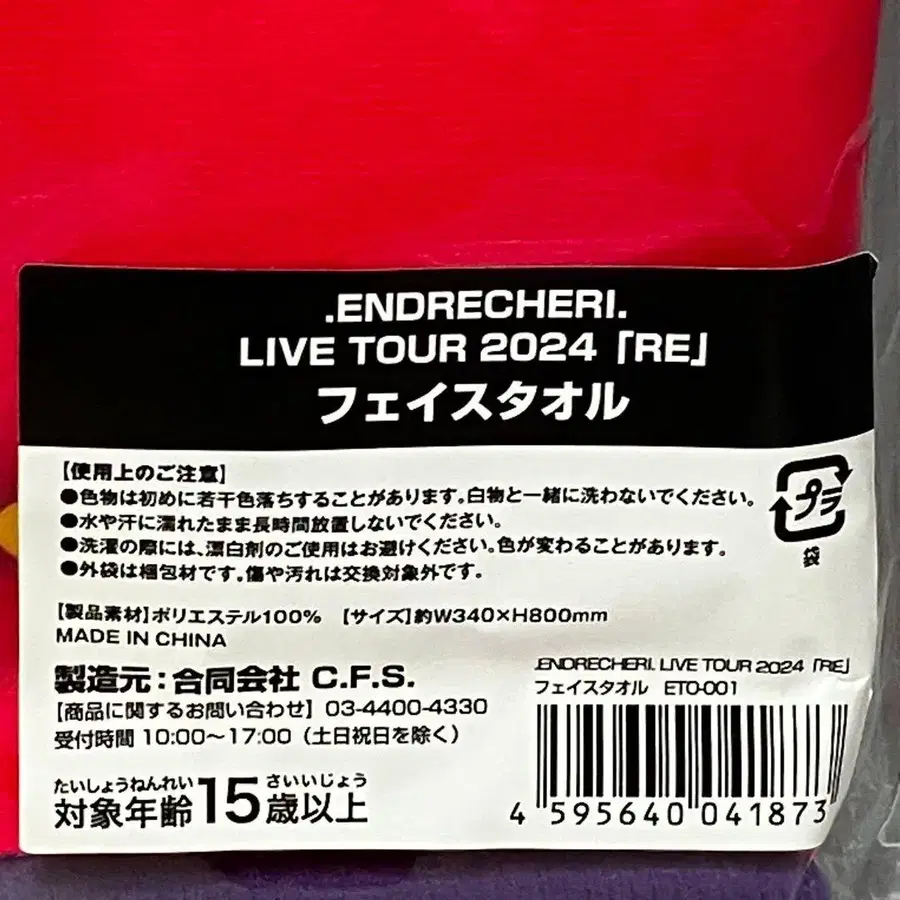 .ENDRECHERI.
LIVE TOUR 2024「RE」
フェイスタオル
【使用上のご注意】
●色物は初めに若干色落ちすることがあります。白物と一緒に洗わないでください。
●水や汗に濡れたまま長時間放置しないでください。
●洗濯の際には、漂白剤のご使用はお避けください。色が変わることがあります。
●外袋は梱包材です。傷や汚れは交換対象外です。
プラ
袋
【製品素材】ポリエステル100% 【サイズ】約W340×H800mm
MADE IN CHINA
製造元:合同会社 C.F.S.
【商品に関するお問い合わせ】 03-4400-4330
受付時間 10:00~17:00(土日祝日を除く)
たいしょうねんれい さいいじょう
対象年齢15歳以上
.ENDRECHERI. LIVE TOUR 2024「RE」
フェイスタオル ETO-001
4 595640 041873